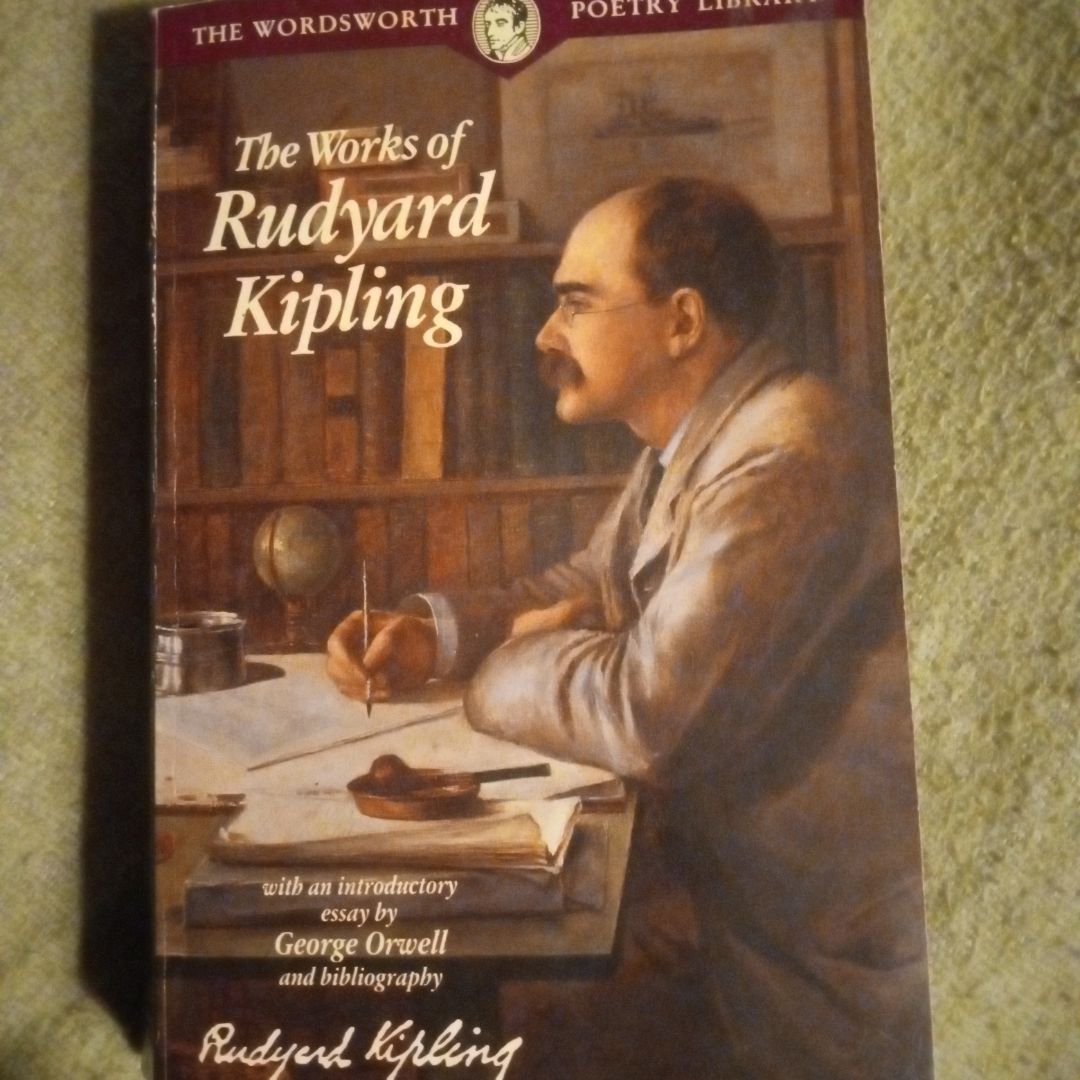 THE WORDSWORTH POETRY LIBRARY
The Works of
Rudyard
Kipling
with an introductory
essay by
George Orwell
and bibliography
Rudyard Kipling